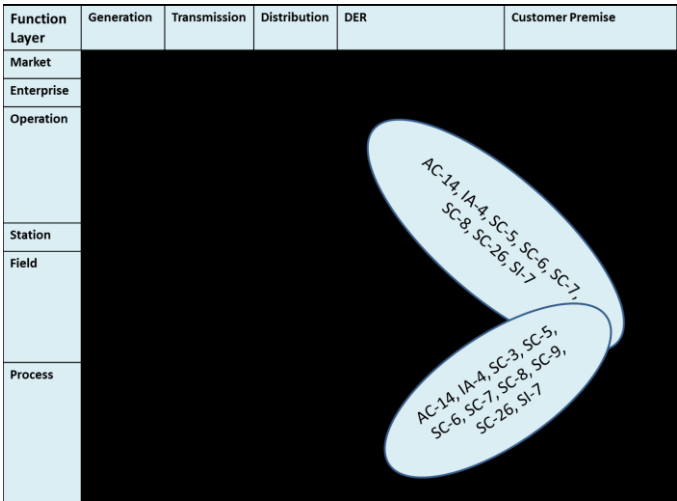 Function Layer
Generation
Transmission
Distribution
DER
Customer Premise
Market
Enterprise
Operation
Station
Field
Process
AC-14, IA-4, SC-5, SC-6, SC-7,
SC-8, SC-26, SI-7
AC-14, IA-4, SC-3, SC-5,
SC-6, SC-7, SC-8, SC-9,
SC-26, SI-7